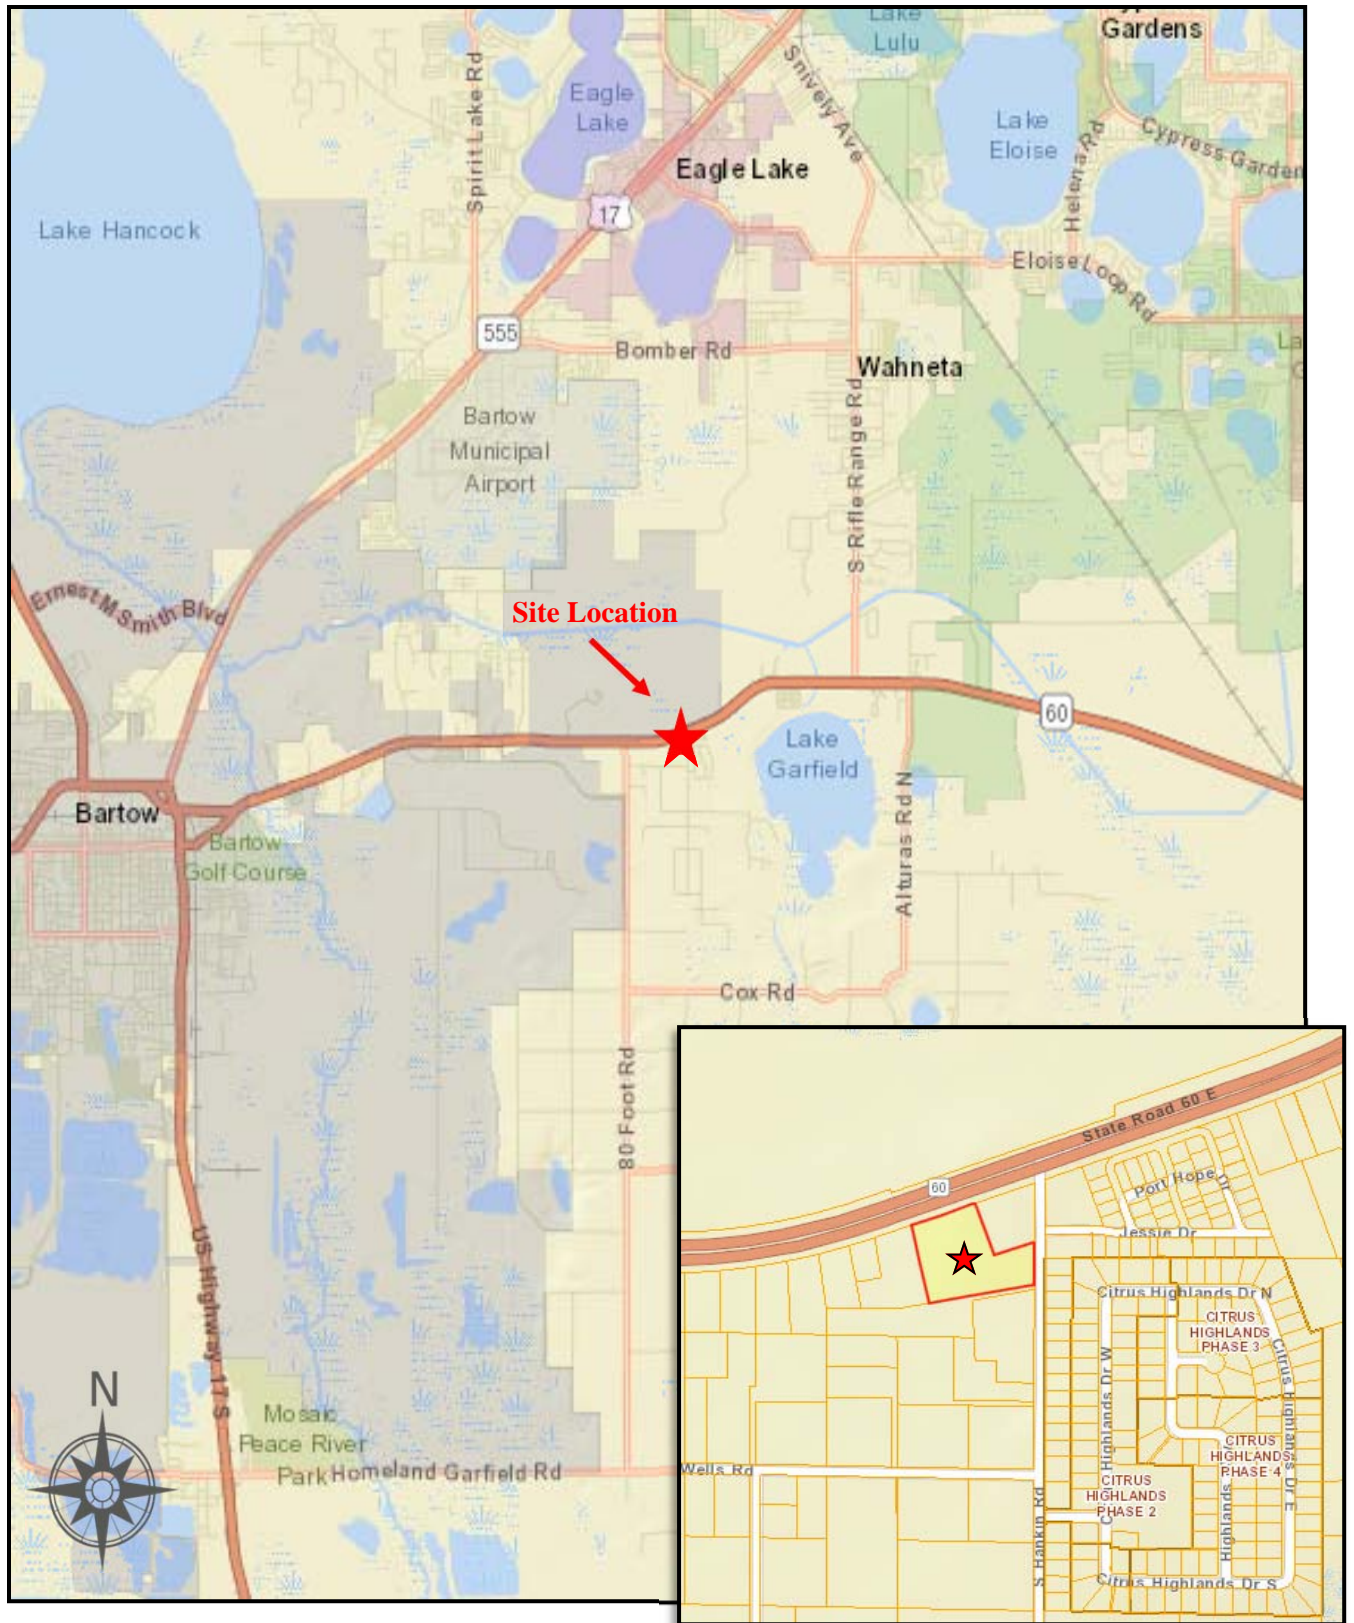 Lake
Lulu
Gardens
Spirit Lake Rd
Snively Ave
Eagle
Lake
Lake
Eloise
Helena Rd
Cypress Garden
Eagle Lake
17
Lake Hancock
Eloise Loop Rd
555
Bomber Rd
Wahneta
La
Bartow
Municipal
Airport
S Rifle Range Rd
Ernest M Smith Blvd
Site Location
60
Lake
Garfield
Alturas Rd N
Bartow
Bartow
Golf Course
Cox Rd
80 Foot Rd
US Highway 17 S
N
Mosaic
Peace River
Park
Homeland Garfield Rd
State Road 60 E
60
Port Hope Dr
Jessie Dr
Citrus Highlands Dr N
CITRUS
HIGHLANDS
PHASE 3
Citrus Highlands Dr E
Highlands Dr W
CITRUS
HIGHLANDS
PHASE 4
Wells Rd
CITRUS
HIGHLANDS
PHASE 2
Highlands
S Hankin Rd
Citrus Highlands Dr S